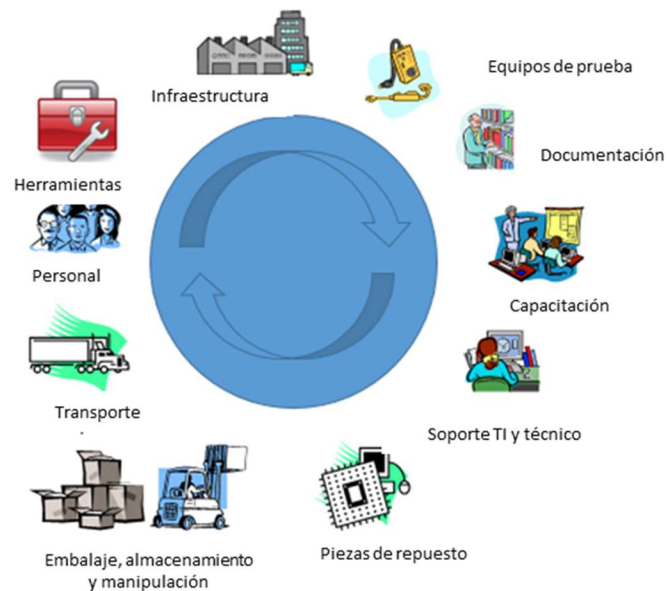 Infraestructura
Equipos de prueba
Documentación
Herramientas
Personal
Capacitación
Transporte
Soporte TI y técnico
Embalaje, almacenamiento
y manipulación
Piezas de repuesto